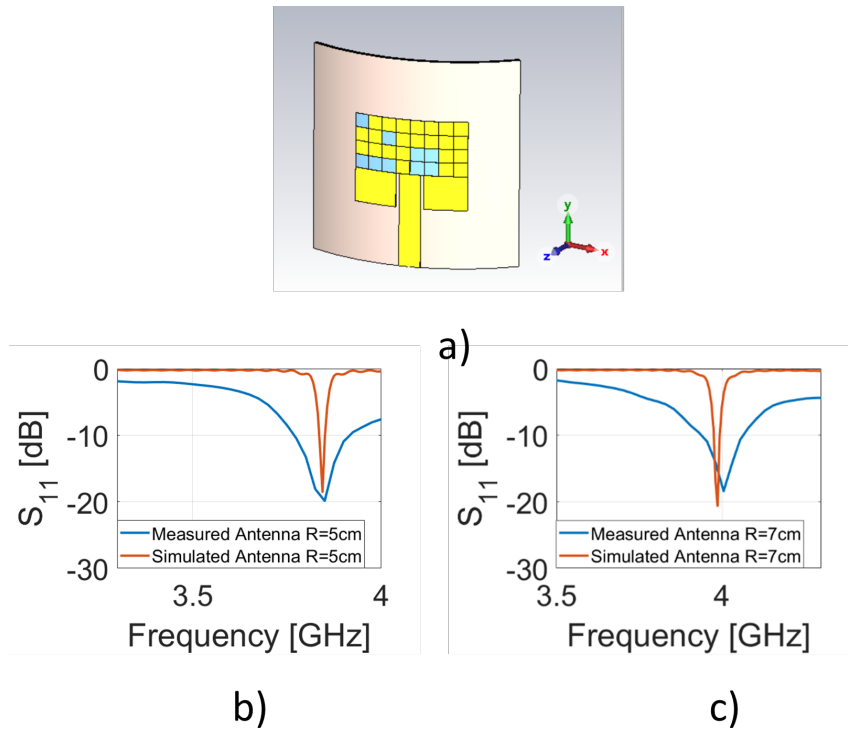 y
z
x
a)
0
-10
-20
-30
S11 [dB]
Measured Antenna R=5cm
Simulated Antenna R=5cm
3.5
4
Frequency [GHz]
b)
0
-10
-20
-30
S11 [dB]
Measured Antenna R=7cm
Simulated Antenna R=7cm
3.5
4
Frequency [GHz]
c)